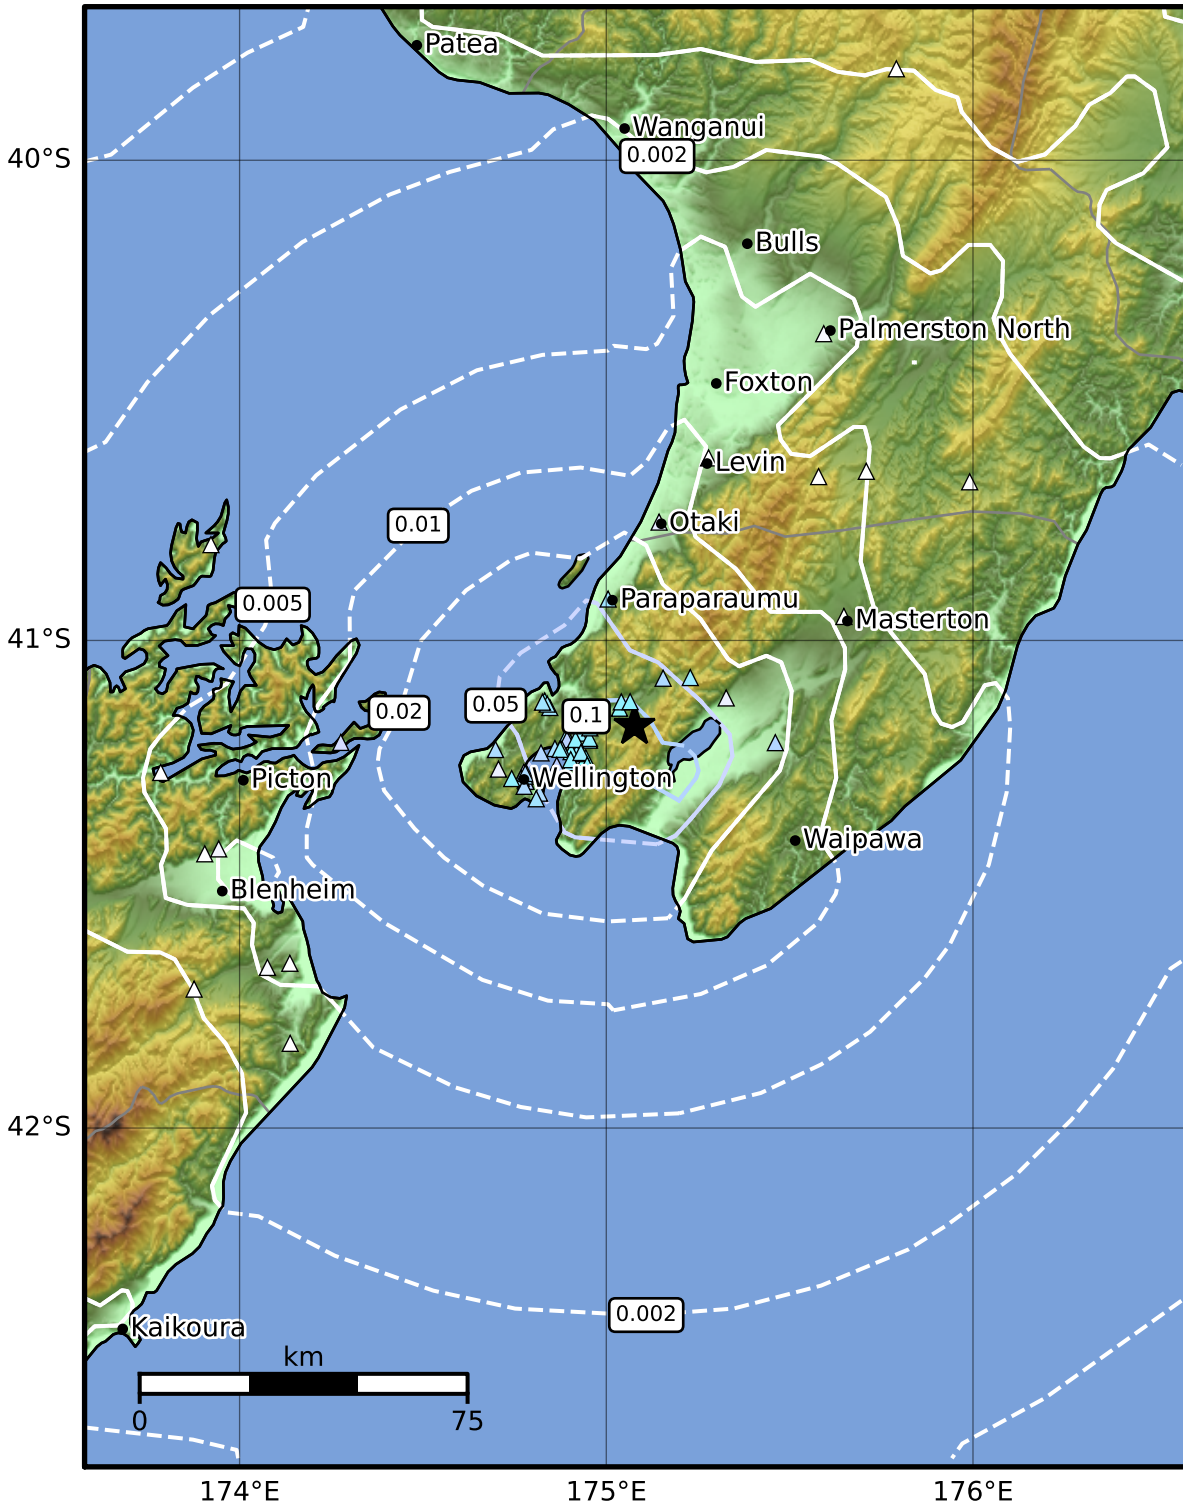 Patea
Wanganui
0.002
40°S
Bulls
Palmerston North
Foxton
Levin
0.01
Otaki
0.005
Paraparaumu
Masterton
41°S
0.02
0.05
0.1
Picton
Wellington
Waipawa
Blenheim
42°S
0.002
Kaikoura
km
0
75
174°E
175°E
176°E